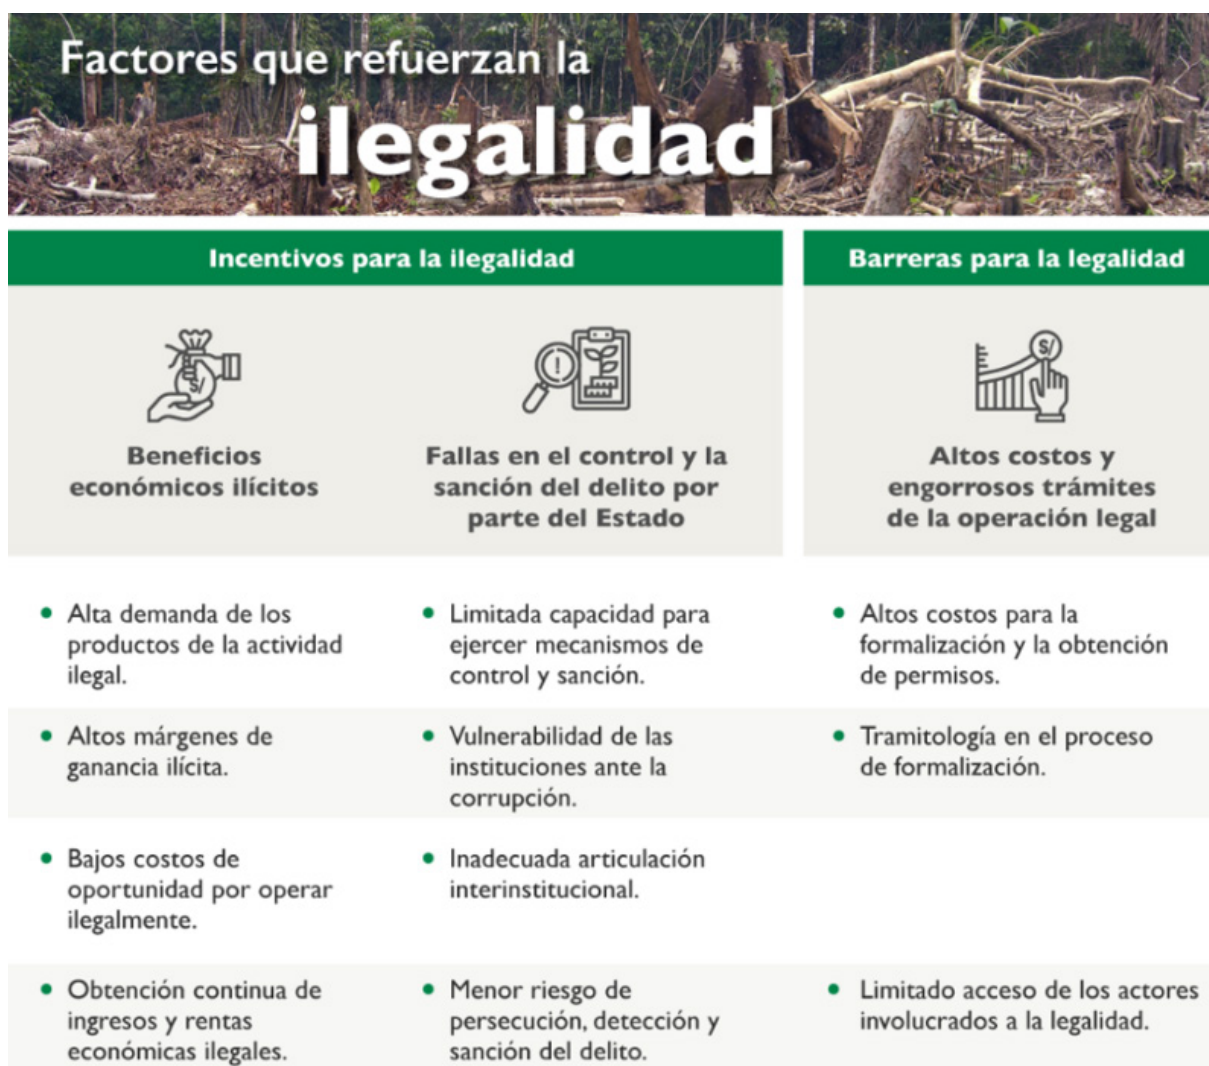 Factores que refuerzan la
ilegalidad
Incentivos para la ilegalidad
Barreras para la legalidad
S/
S/
Beneficios
económicos ilícitos
Fallas en el control y la
sanción del delito por
parte del Estado
Altos costos y
engorrosos trámites
de la operación legal
• Alta demanda de los
productos de la actividad
ilegal.
• Limitada capacidad para
ejercer mecanismos de
control y sanción.
• Altos costos para la
formalización y la obtención
de permisos.
• Altos márgenes de
ganancia ilícita.
• Vulnerabilidad de las
instituciones ante la
corrupción.
• Tramitología en el proceso
de formalización.
• Bajos costos de
oportunidad por operar
ilegalmente.
• Inadecuada articulación
interinstitucional.
• Obtención continua de
ingresos y rentas
económicas ilegales.
• Menor riesgo de
persecución, detección y
sanción del delito.
• Limitado acceso de los actores
involucrados a la legalidad.